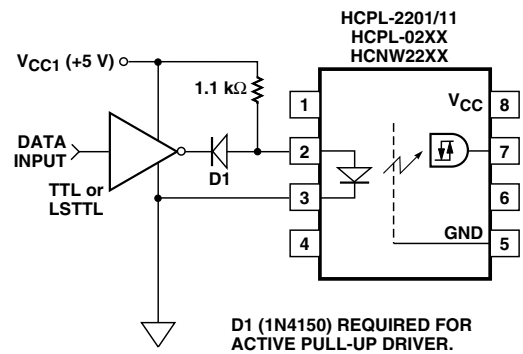 HCPL-2201/11
HCPL-02XX
HCNW22XX
VCC1 (+5 V)
1.1 kΩ
DATA
INPUT
TTL or
LSTTL
D1
1
2
3
4
VCC
8
7
6
GND
5
D1 (1N4150) REQUIRED FOR
ACTIVE PULL-UP DRIVER.